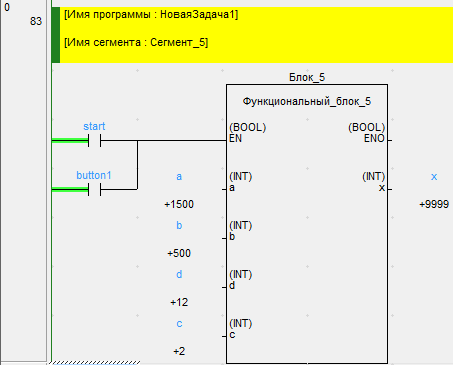 0
83
[Имя программы : НоваяЗадача1]
[Имя сегмента : Сегмент_5]
Блок_5
Функциональный_блок_5
start
(BOOL)
EN
(BOOL)
ENO
button1
a
(INT)
a
(INT)
x
x
+1500
+9999
b
(INT)
b
+500
d
(INT)
d
+12
c
(INT)
c
+2